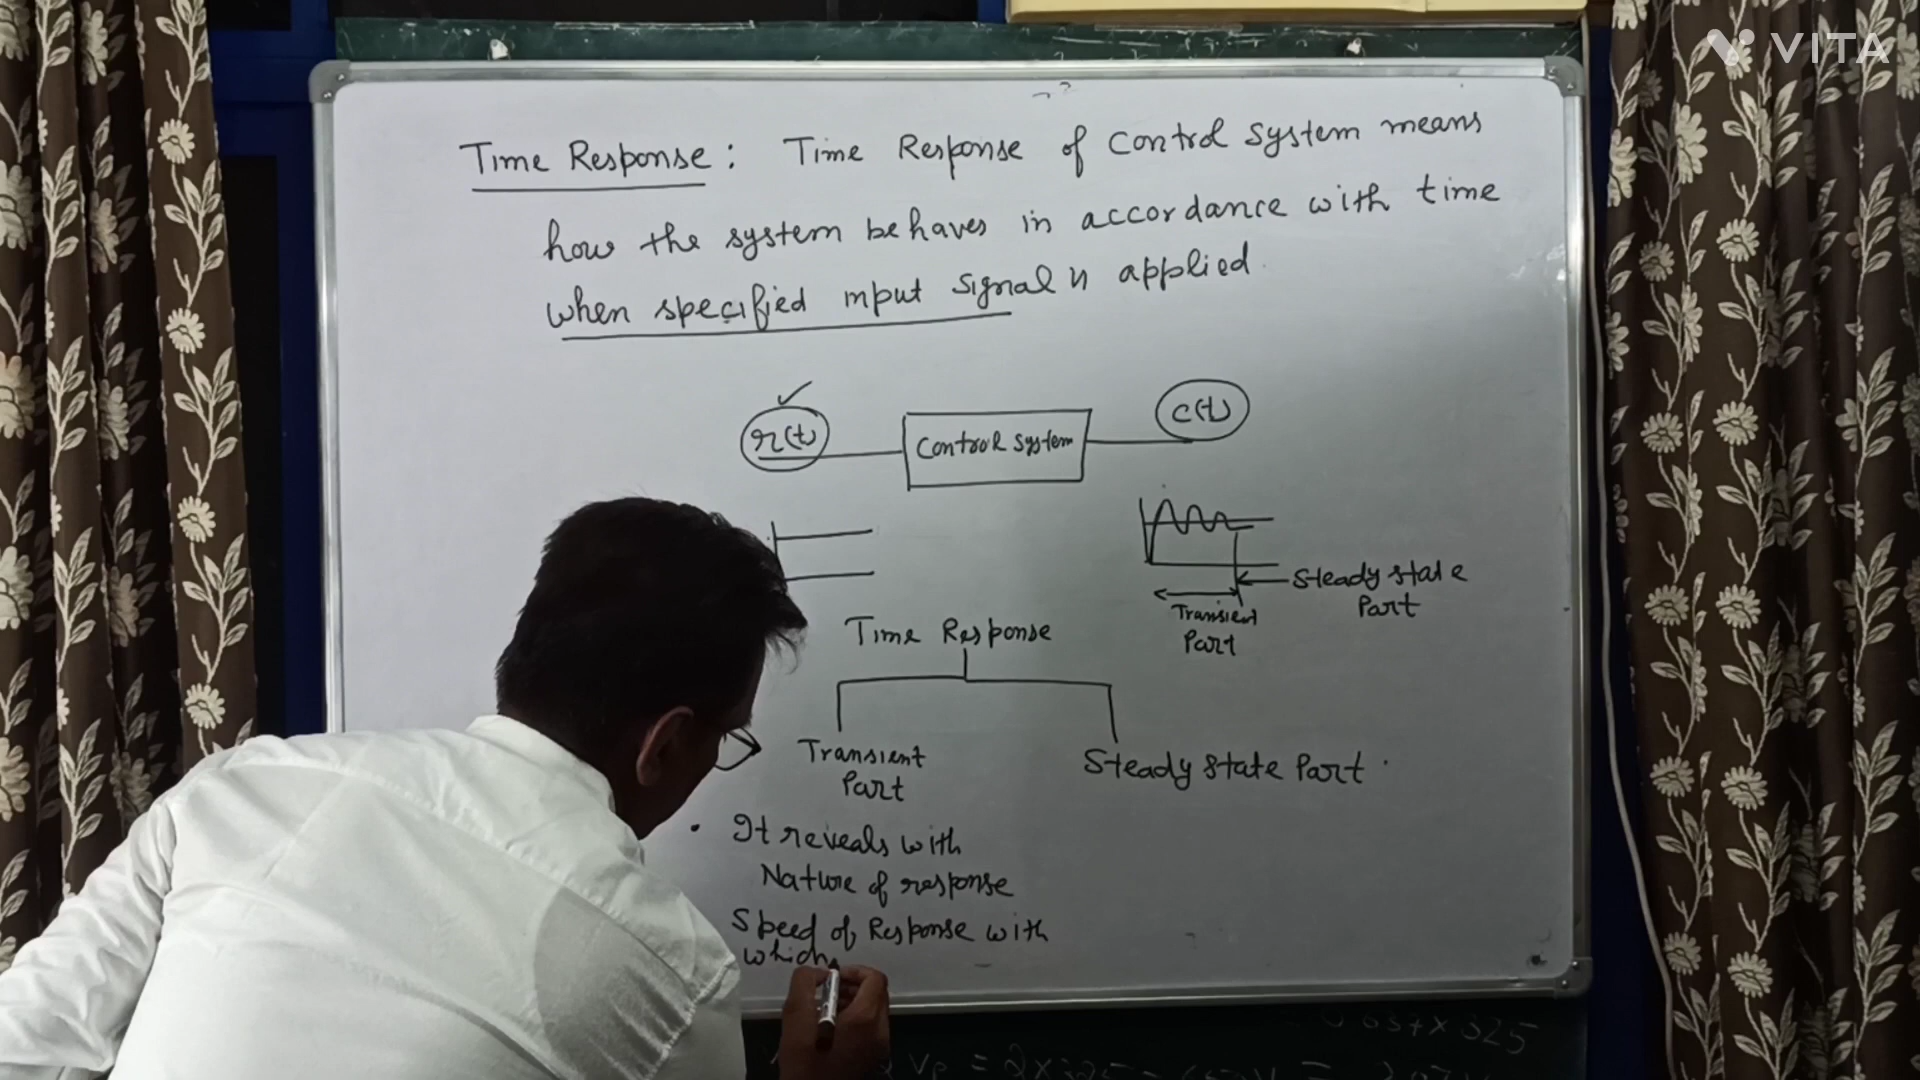 VITA
Time Response : Time Response of Control system means
how the system behaves in accordance with time
when specified input signal is applied.
r(t)
Control System
c(t)
Steady state
Part
Transient
Part
Time Response
Transient
Part
Steady state Part
• It reveals with
Nature of response
Speed of Response with
which